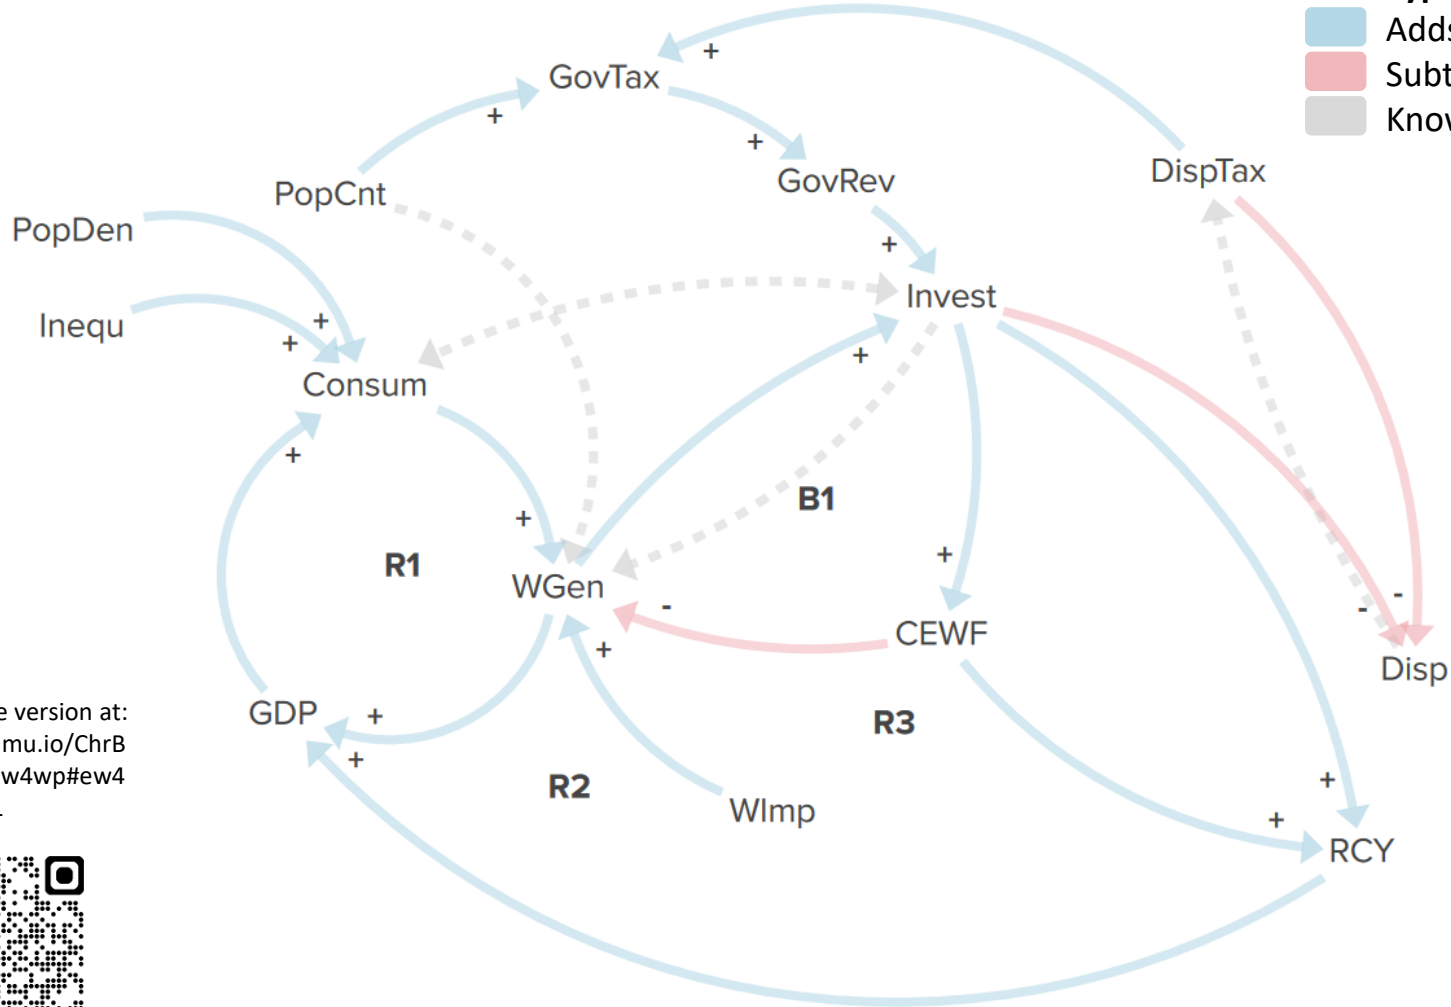 Adds
Subt
Know
GovTax
+
+
+
GovRev
DispTax
PopCnt
PopDen
+
Inequ
Invest
+
+
+
Consum
+
+
B1
+
R1
WGen
-
-
-
+
CEWF
Disp
GDP
+
+
R3
R2
WImp
+
+
RCY
e version at:
mu.io/ChrB
w4wp#ew4